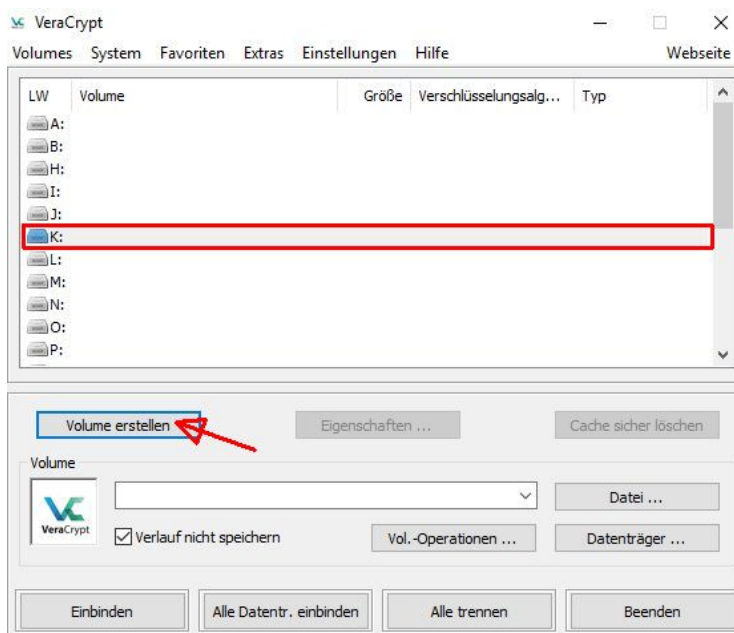 VeraCrypt
Volumes System Favoriten Extras Einstellungen Hilfe Webseite
LW Volume Größe Verschlüsselungsalg... Typ
A:
B:
H:
I:
J:
K:
L:
M:
N:
O:
P:
Volume erstellen Eigenschaften ... Cache sicher löschen
Volume
VeraCrypt
Datei ...
Verlauf nicht speichern Vol.-Operationen ... Datenträger ...
Einbinden Alle Datentr. einbinden Alle trennen Beenden